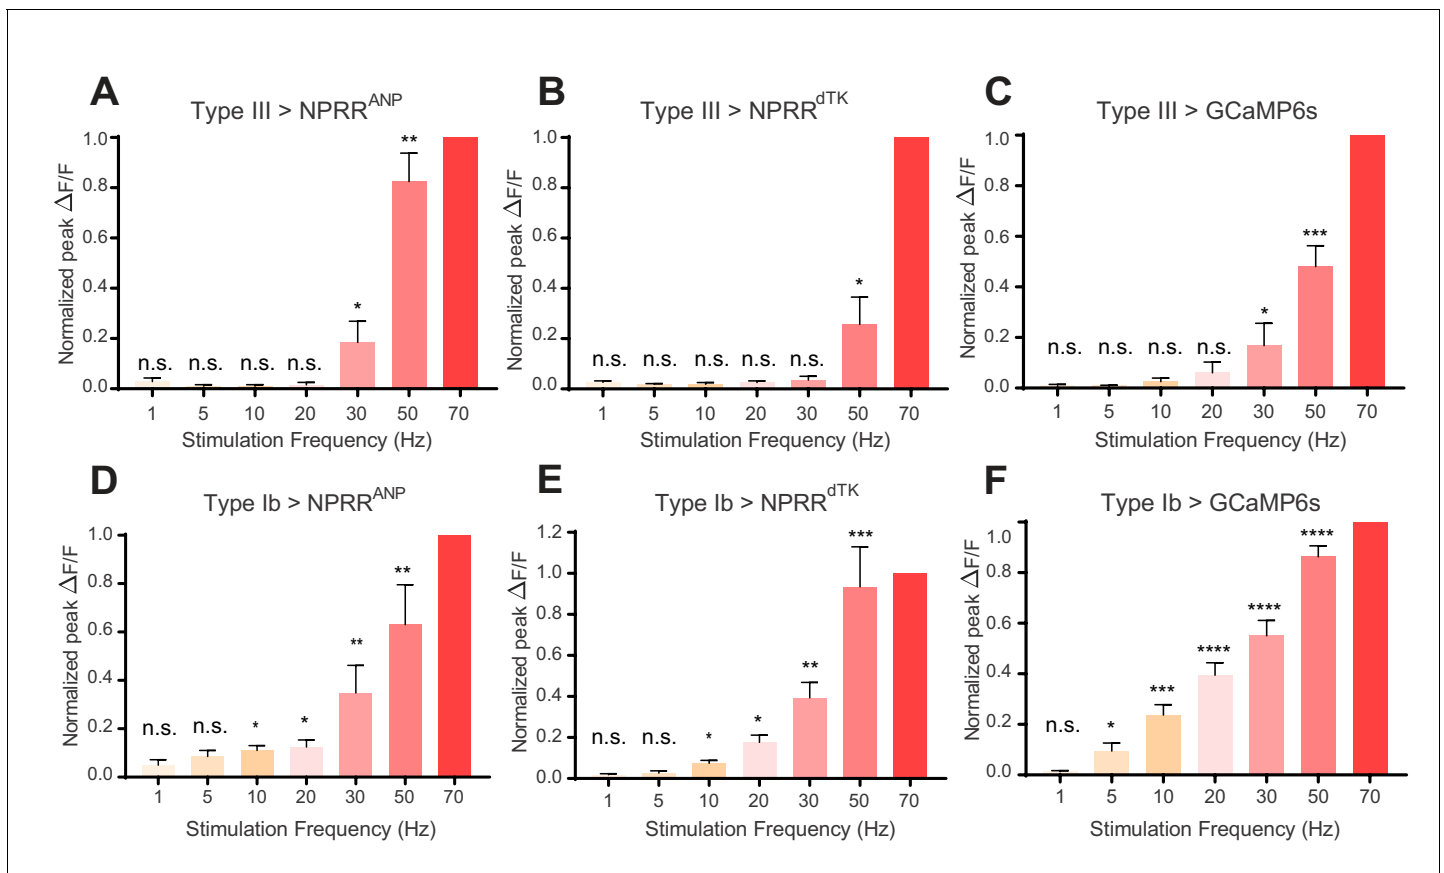 A
Type III > NPRR^ANP
Normalized peak ΔF/F
1.0
0.8
0.6
0.4
0.2
0.0
n.s. n.s. n.s. n.s. * **
1 5 10 20 30 50 70
Stimulation Frequency (Hz)
B
Type III > NPRR^dTK
Normalized peak ΔF/F
1.0
0.8
0.6
0.4
0.2
0.0
n.s. n.s. n.s. n.s. n.s. *
1 5 10 20 30 50 70
Stimulation Frequency (Hz)
C
Type III > GCaMP6s
Normalized peak ΔF/F
1.0
0.8
0.6
0.4
0.2
0.0
n.s. n.s. n.s. n.s. * ***
1 5 10 20 30 50 70
Stimulation Frequency (Hz)
D
Type Ib > NPRR^ANP
Normalized peak ΔF/F
1.0
0.8
0.6
0.4
0.2
0.0
n.s. n.s. * * ** **
1 5 10 20 30 50 70
Stimulation Frequency (Hz)
E
Type Ib > NPRR^dTK
Normalized peak ΔF/F
1.2
1.0
0.8
0.6
0.4
0.2
0.0
n.s. n.s. * * ** ***
1 5 10 20 30 50 70
Stimulation Frequency (Hz)
F
Type Ib > GCaMP6s
Normalized peak ΔF/F
1.0
0.8
0.6
0.4
0.2
0.0
n.s. * *** **** **** ****
1 5 10 20 30 50 70
Stimulation Frequency (Hz)